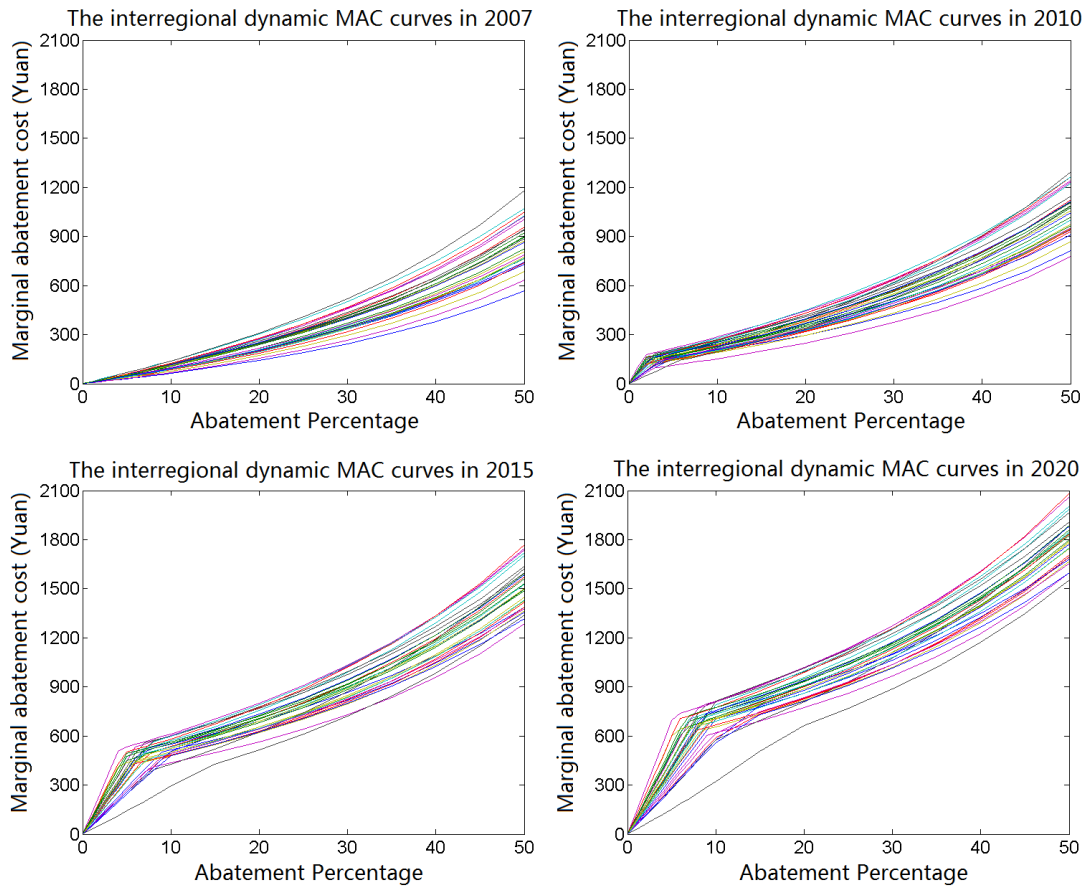 The interregional dynamic MAC curves in 2007
Marginal abatement cost (Yuan)
2100
1800
1500
1200
900
600
300
0
0 10 20 30 40 50
Abatement Percentage
The interregional dynamic MAC curves in 2010
Marginal abatement cost (Yuan)
2100
1800
1500
1200
900
600
300
0
0 10 20 30 40 50
Abatement Percentage
The interregional dynamic MAC curves in 2015
Marginal abatement cost (Yuan)
2100
1800
1500
1200
900
600
300
0
0 10 20 30 40 50
Abatement Percentage
The interregional dynamic MAC curves in 2020
Marginal abatement cost (Yuan)
2100
1800
1500
1200
900
600
300
0
0 10 20 30 40 50
Abatement Percentage